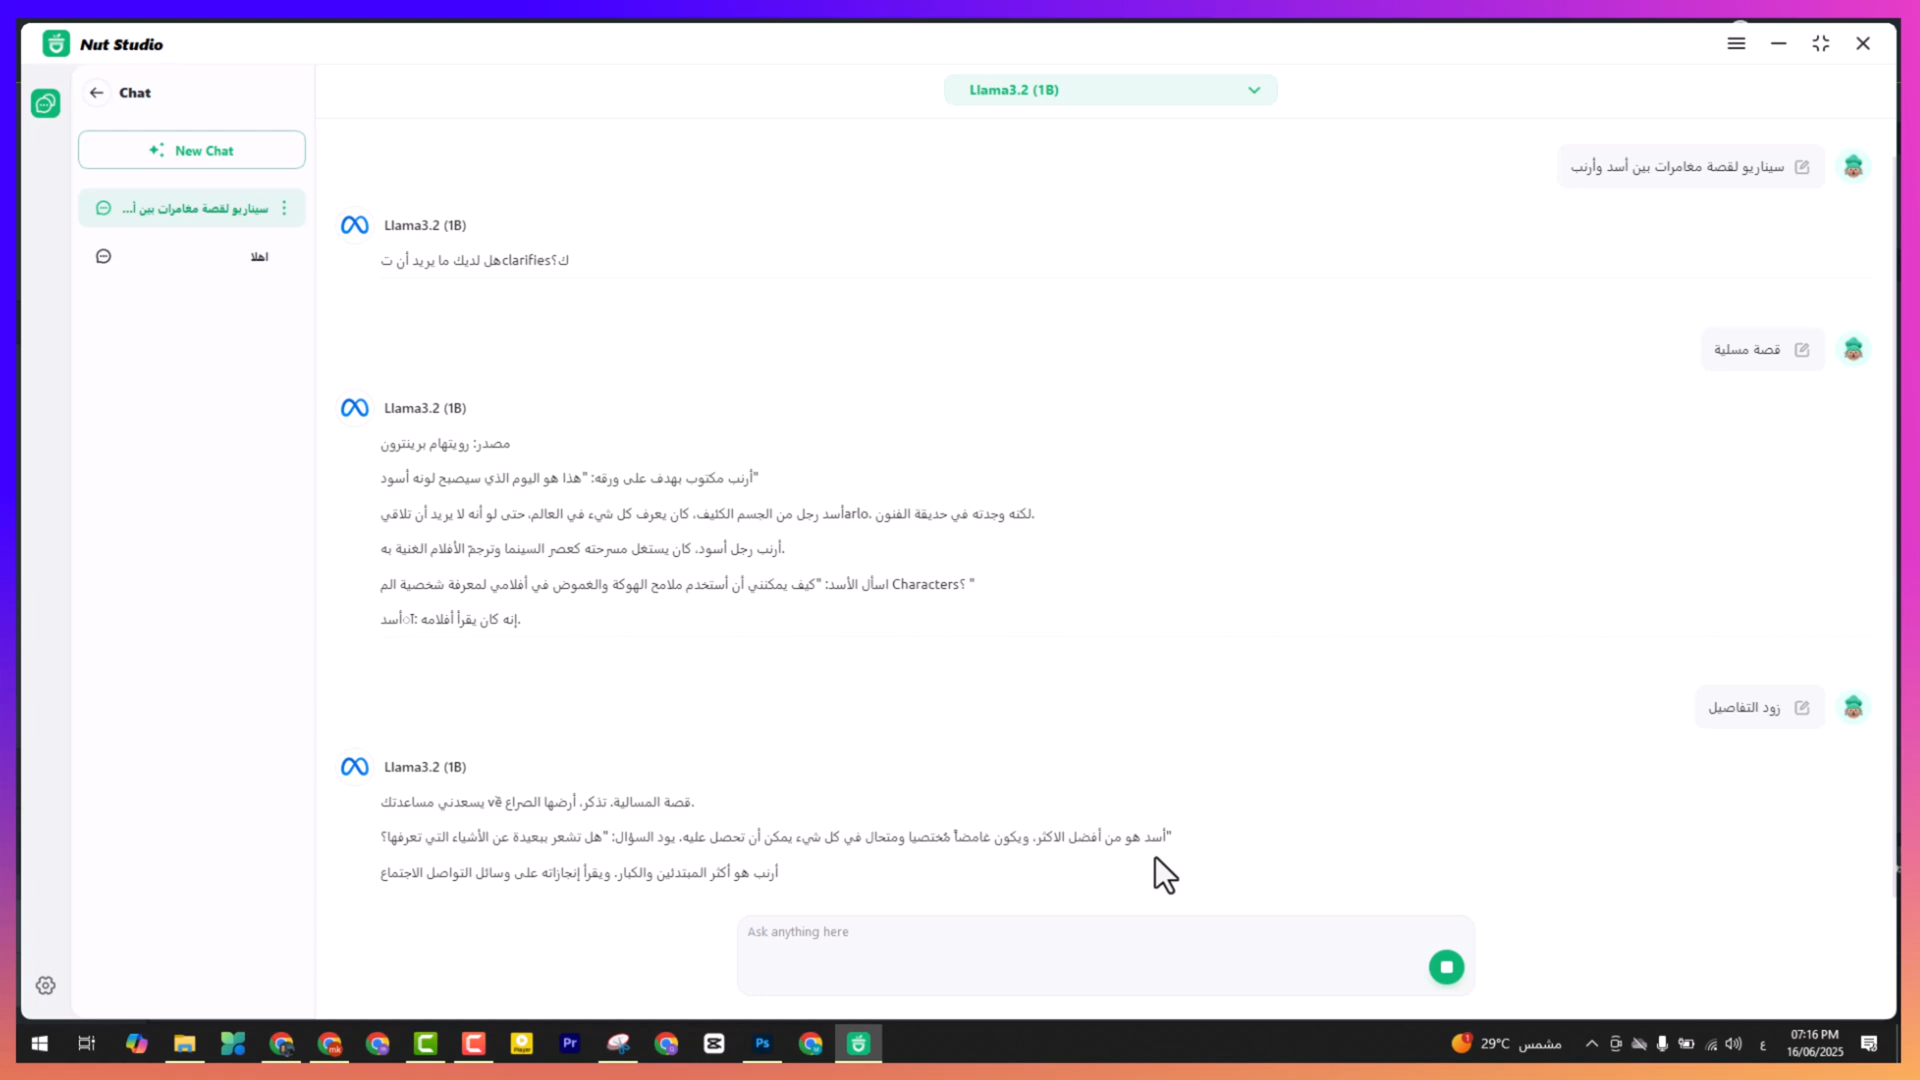 Nut Studio
Chat
New Chat
سيناريو لقصة مغامرات بين أ...
اهلا
Llama3.2 (1B)
سيناريو لقصة مغامرات بين أسد وأرنب
Llama3.2 (1B)
هل لديك ما يريد أن تclarifiesك؟
قصة مسلية
Llama3.2 (1B)
مصدر: رويتهام برينترون
أرنب مكتوب بهدف على ورقه: "هذا هو اليوم الذي سيصبح لونه أسود"
أسد رجل من الجسم الكثيف، كان يعرف كل شيء في العالم، حتى لو أنه لا يريد أن تلاقيarlo. لكنه وجدته في حديقة الفنون.
أرنب رجل أسود، كان يستغل مسرحته كعصر السينما وترجمّ الأفلام الغنية به.
اسأل الأسد: "كيف يمكنني أن أستخدم ملامح الهوكة والغموض في أفلامي لمعرفة شخصية الم Characters؟ "
أسد: إنه كان يقرأ أفلامه.
زود التفاصيل
Llama3.2 (1B)
يسعدني مساعدتك về قصة المسالية. تذكر، أرضها الصراع.
أسد هو من أفضل الاكثر، ويكون غامضاً مُختصيا ومتحال في كل شيء يمكن أن تحصل عليه، يود السؤال: "هل تشعر ببعيدة عن الأشياء التي تعرفها؟"
أرنب هو أكثر المبتدئين والكبار، ويقرأ إنجازاته على وسائل التواصل الاجتماع
Ask anything here
29°C مشمس
ع
07:16 PM
16/06/2025